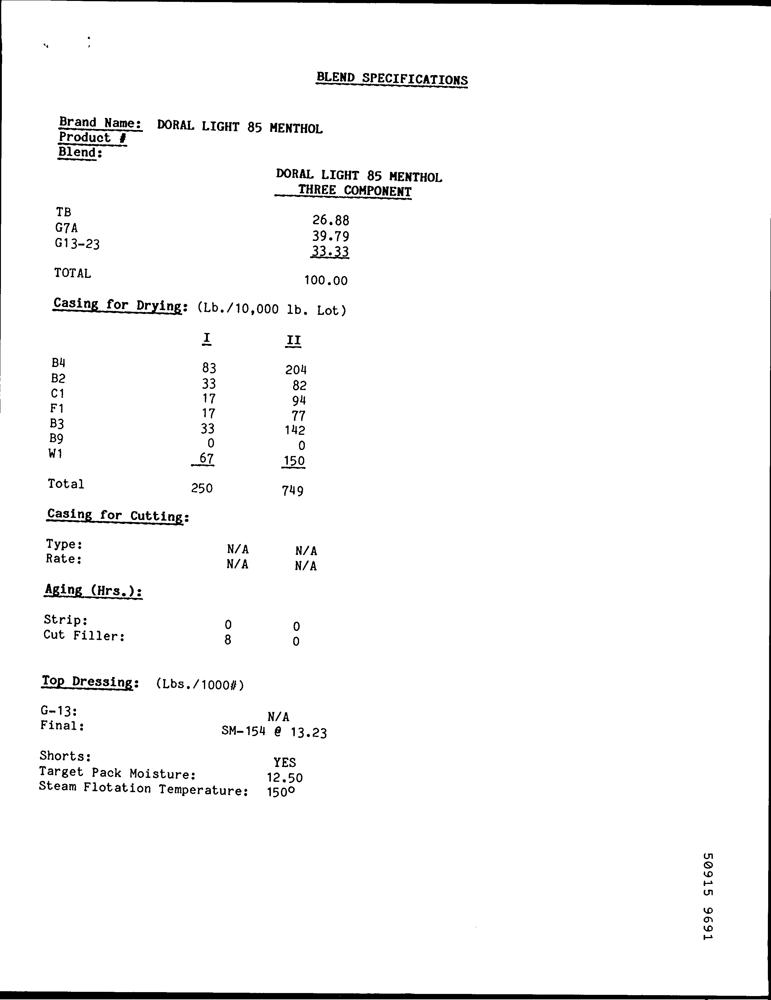 BLEND SPECIFICATIONS
Brand Name: DORAL LIGHT 85 MENTHOL
Product #
Blend:
DORAL LIGHT 85 MENTHOL
THREE COMPONENT
TB 26.88
G7A 39.79
G13-23 33.33
TOTAL 100.00
Casing for Drying: (Lb./10,000 lb. Lot)
I II
B4 83 204
B2 33 82
C1 17 94
F1 17 77
B3 33 142
B9 0 0
W1 67 150
Total 250 749
Casing for Cutting:
Type: N/A N/A
Rate: N/A N/A
Aging (Hrs.):
Strip: 0 0
Cut Filler: 8 0
Top Dressing: (Lbs./1000#)
G-13: N/A
Final: SM-154 @ 13.23
Shorts: YES
Target Pack Moisture: 12.50
Steam Flotation Temperature: 150º
50915 9691